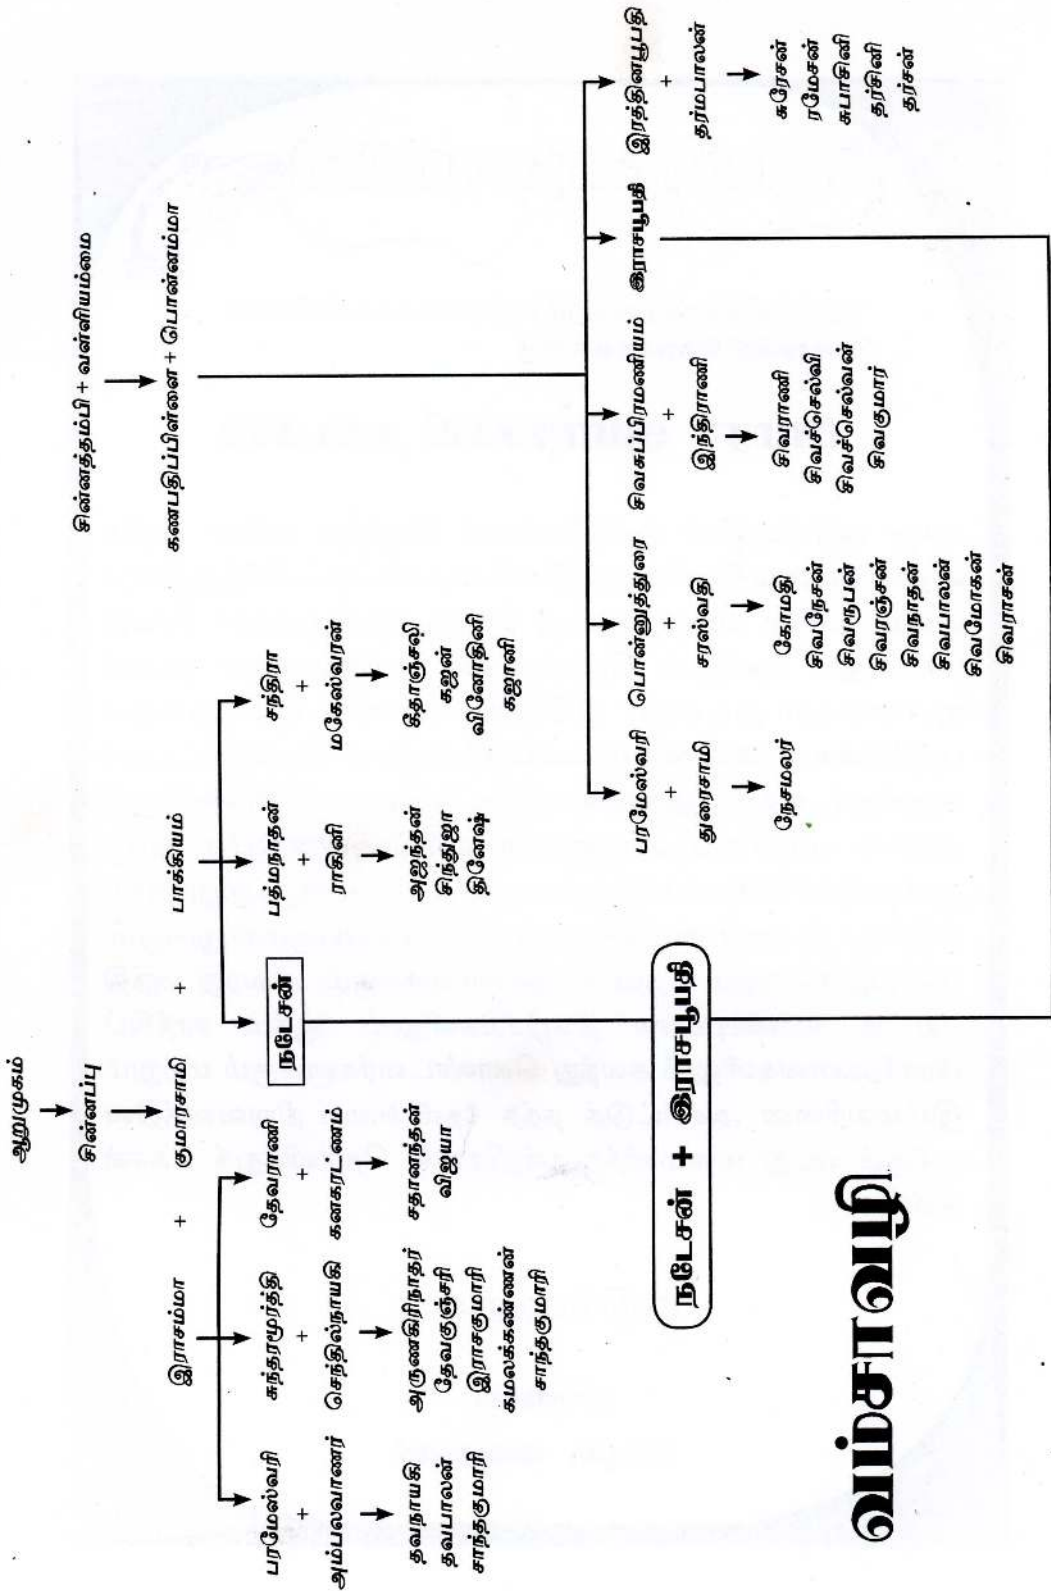 ஆறுமுகம்
சின்னப்பு
இராசம்மா + குமாரசாமி + பாக்கியம்
பரமேஸ்வரி
+
அம்பலவாணர்
தவநாயகி
தவபாலன்
சாந்தகுமாரி
சுந்தரமூர்த்தி
+
செந்தில்நாயகி
அருணகிரிநாதர்
தேவகுஞ்சரி
இராசகுமாரி
கமலக்கண்ணன்
சாந்தகுமாரி
தேவராணி
+
கனகரட்ணம்
சதானந்தன்
விஜயா
நடேசன்
பத்மநாதன்
+
ராகினி
அஜந்தன்
சிந்துஜா
தினேஷ்
சந்திரா
+
மகேஸ்வரன்
கீதாஞ்சலி
கஜன்
வினோதினி
கஜானி
சின்னத்தம்பி + வள்ளியம்மை
கணபதிப்பிள்ளை + பொன்னம்மா
பரமேஸ்வரி
+
துரைசாமி
நேசமலர்
பொன்னுத்துரை
+
சரஸ்வதி
கோமதி
சிவநேசன்
சிவரூபன்
சிவரஞ்சன்
சிவநாதன்
சிவபாலன்
சிவமோகன்
சிவராசன்
சிவசுப்பிரமணியம்
+
இந்திராணி
சிவராணி
சிவச்செல்வி
சிவச்செல்வன்
சிவகுமார்
இராசபூபதி
இரத்தினபூபதி
+
தர்மபாலன்
சுரேசன்
ரமேசன்
சுபாசினி
தர்சினி
தர்சன்
நடேசன் + இராசபூபதி
வம்சாவழி